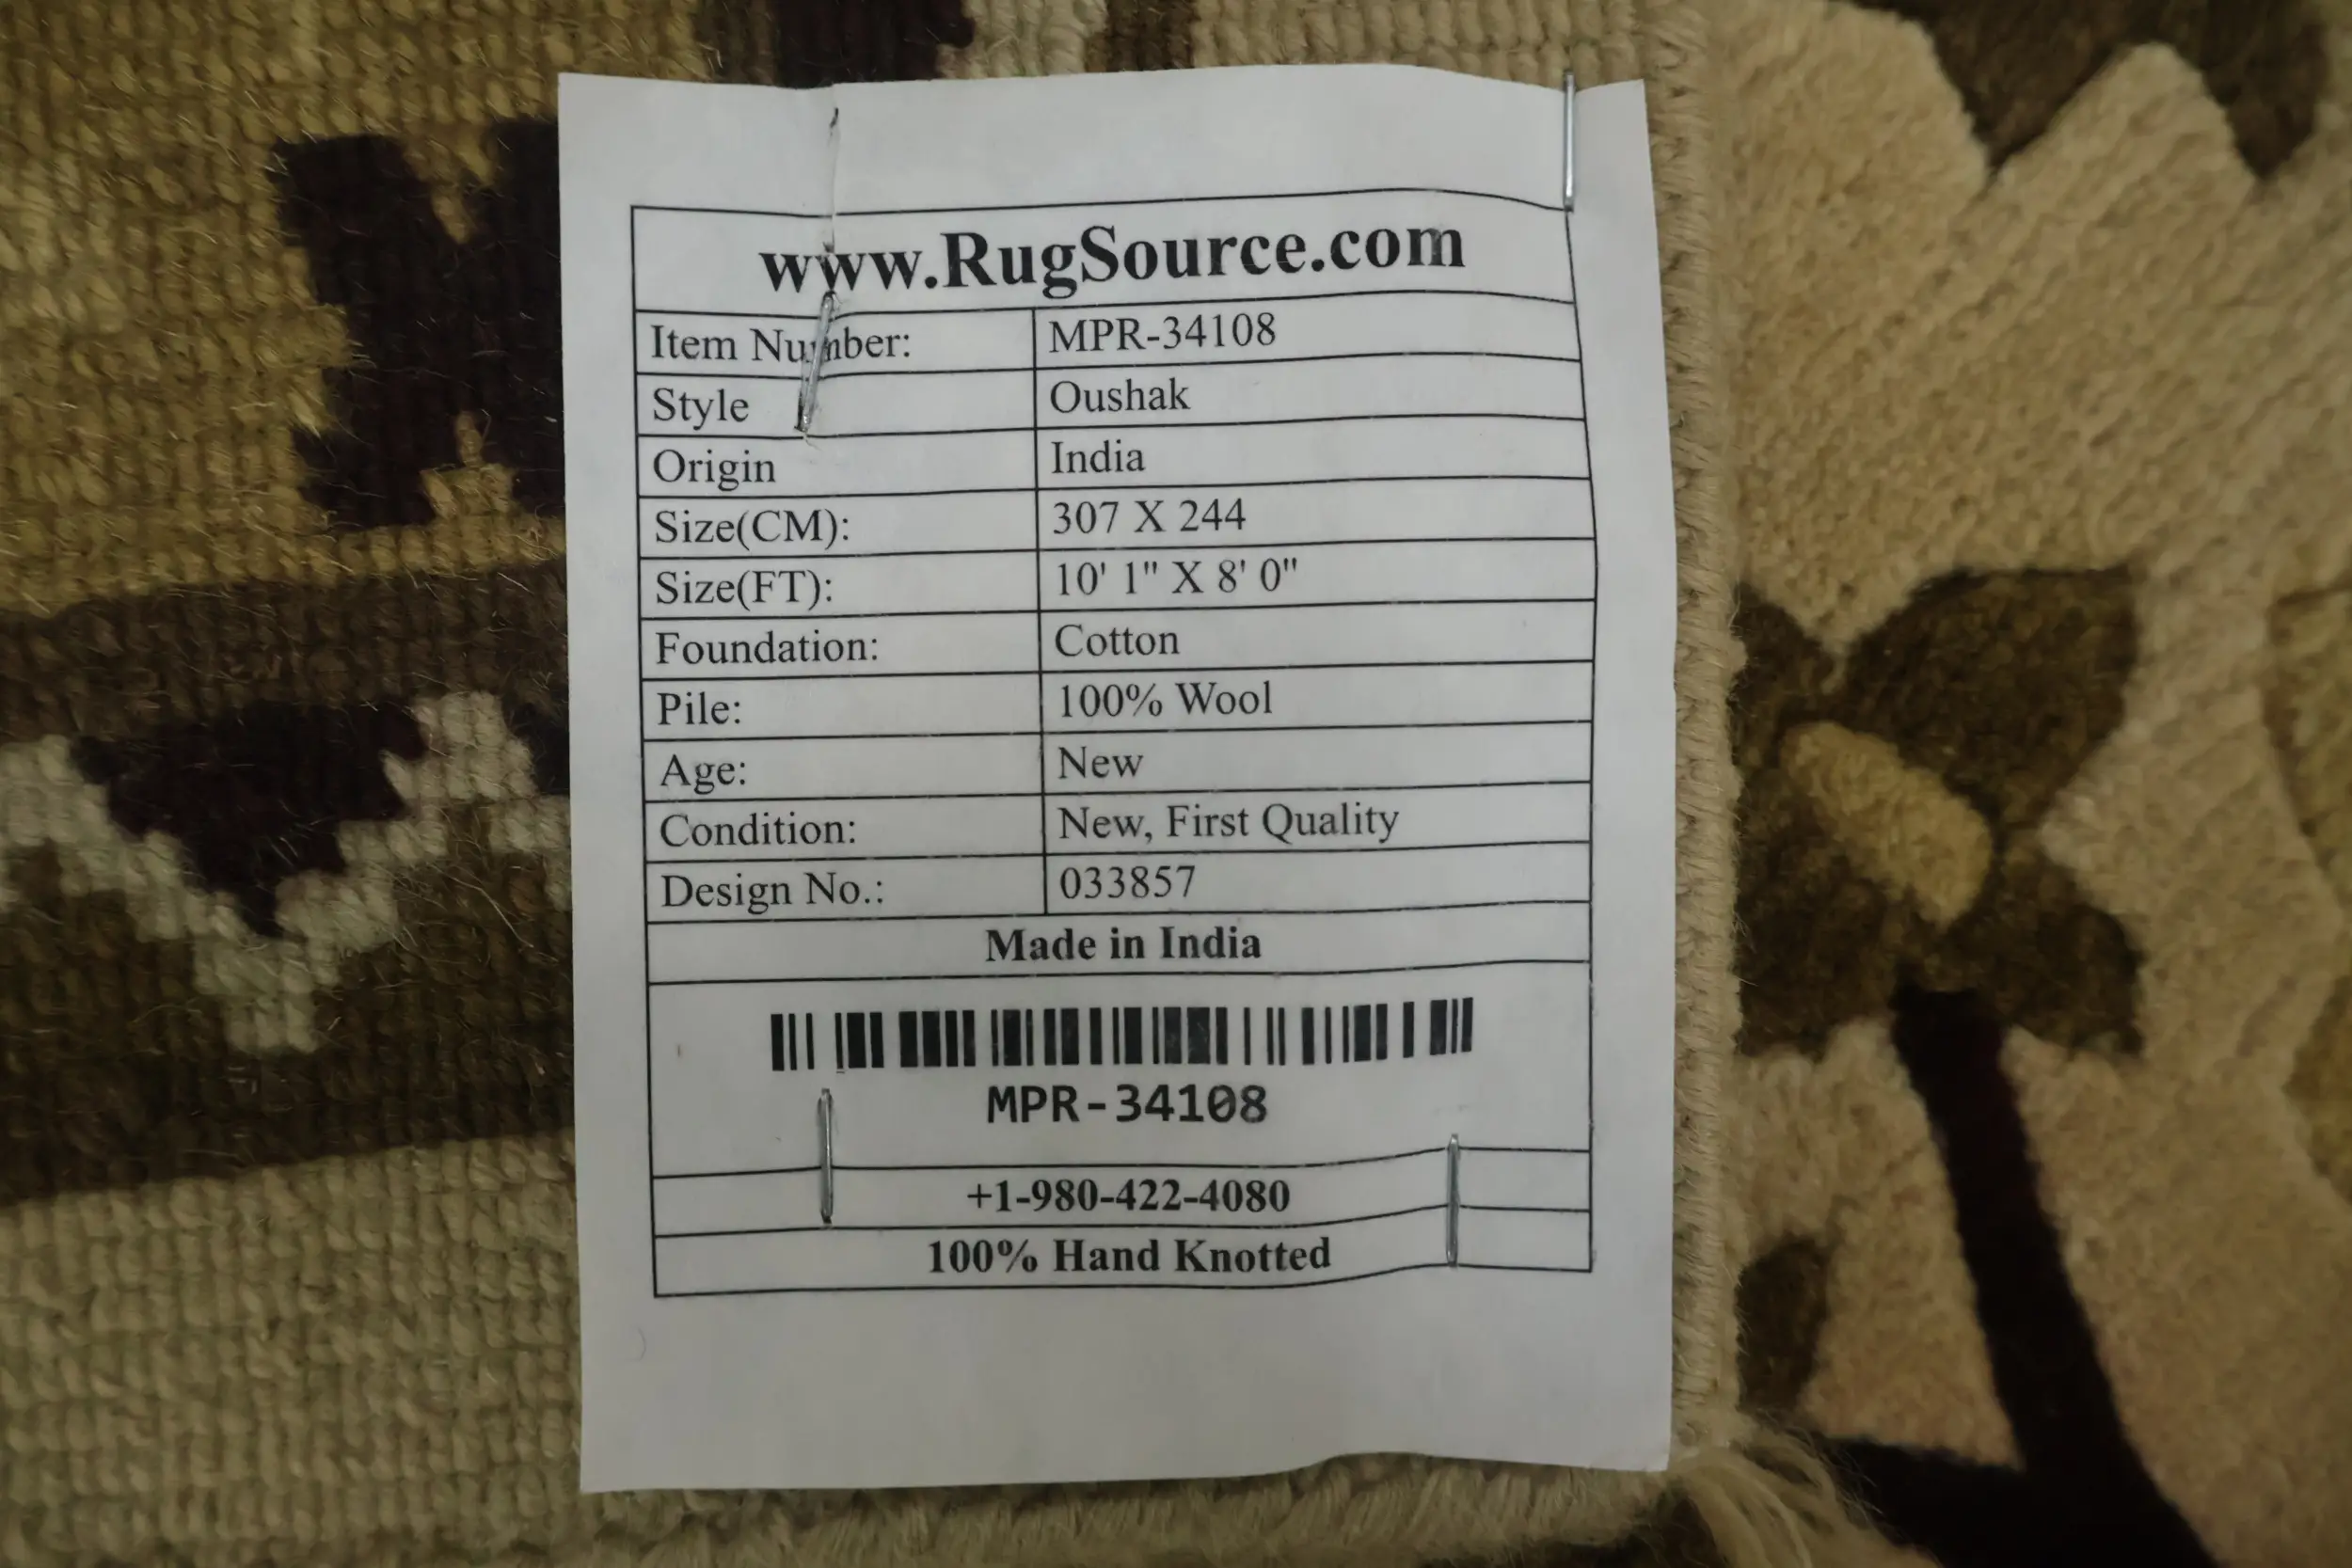 www.RugSource.com
Item Number: MPR-34108
Style Oushak
Origin India
Size(CM): 307 X 244
Size(FT): 10' 1" X 8' 0"
Foundation: Cotton
Pile: 100% Wool
Age: New
Condition: New, First Quality
Design No.: 033857
Made in India
MPR-34108
+1-980-422-4080
100% Hand Knotted